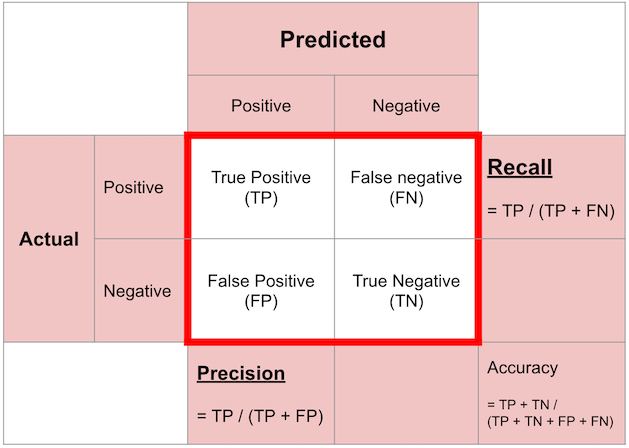 Predicted
Positive
Negative
Actual
Positive
True Positive
(TP)
False negative
(FN)
Recall
= TP / (TP + FN)
Negative
False Positive
(FP)
True Negative
(TN)
Precision
= TP / (TP + FP)
Accuracy
= TP + TN /
(TP + TN + FP + FN)